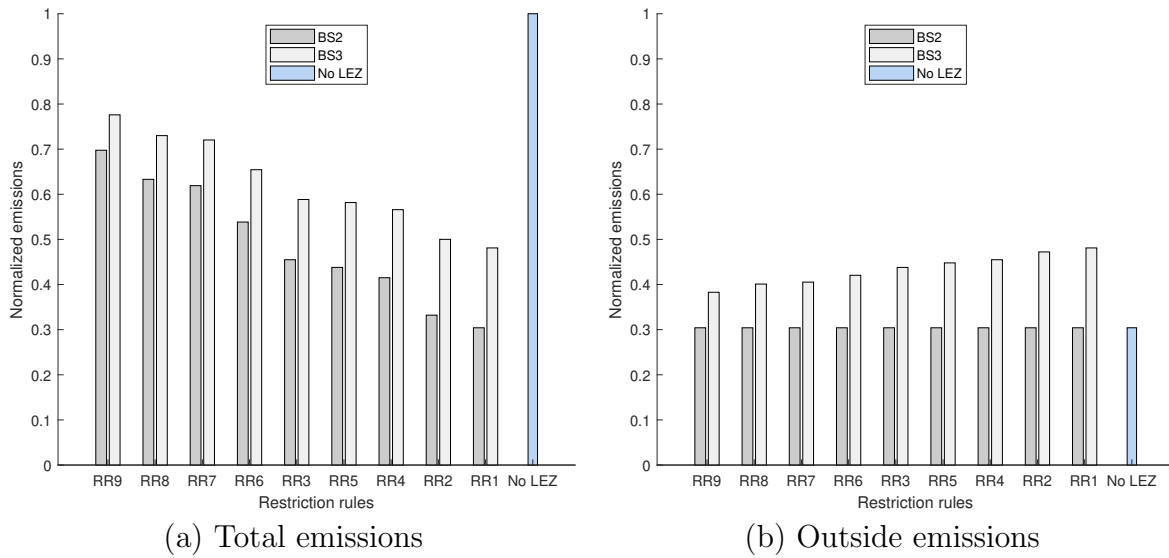 1
0.9
0.8
0.7
0.6
0.5
0.4
0.3
0.2
0.1
0
Normalized emissions
BS2
BS3
No LEZ
RR9 RR8 RR7 RR6 RR3 RR5 RR4 RR2 RR1 No LEZ
Restriction rules
(a) Total emissions
1
0.9
0.8
0.7
0.6
0.5
0.4
0.3
0.2
0.1
0
Normalized emissions
BS2
BS3
No LEZ
RR9 RR8 RR7 RR6 RR3 RR5 RR4 RR2 RR1 No LEZ
Restriction rules
(b) Outside emissions